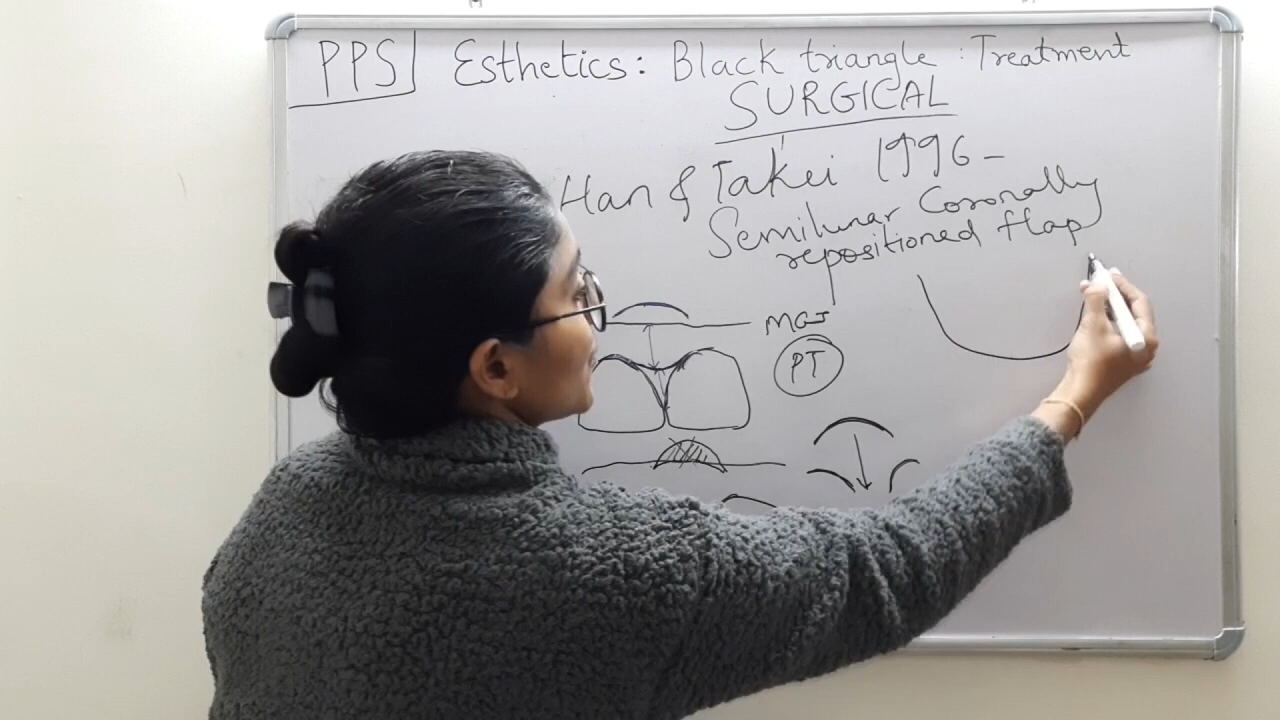 PPS Esthetics: Black triangle : Treatment
SURGICAL
Han & Takei 1996 -
Semilunar Coronally
repositioned flap
MGJ
PT